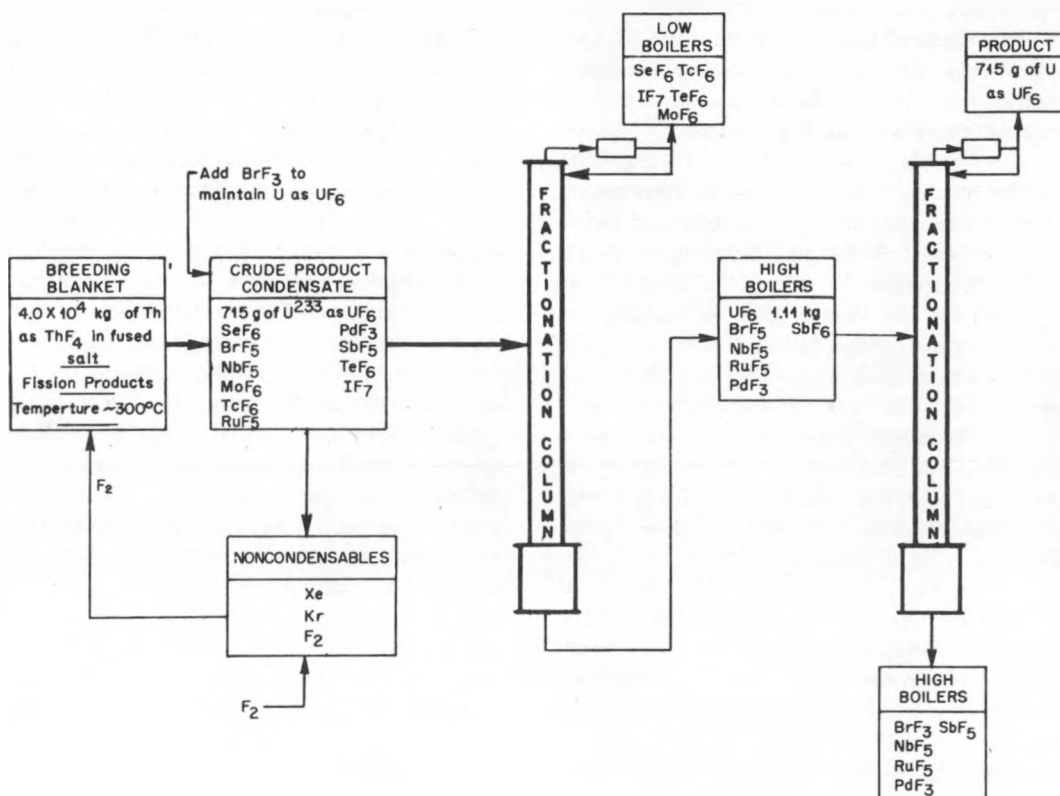 LOW
BOILERS
SeF6 TcF6
IF7 TeF6
MoF6
PRODUCT
715 g of U
as UF6
Add BrF3 to
maintain U as UF6
BREEDING
BLANKET
4.0 X 10^4 kg of Th
as ThF4 in fused
salt
Fission Products
Temperture ~300°C
CRUDE PRODUCT
CONDENSATE
715 g of U^233 as UF6
SeF6 PdF3
BrF5 SbF5
NbF5 TeF6
MoF6 IF7
TcF6
RuF5
FRACTIONATION COLUMN
HIGH
BOILERS
UF6 1.11 kg
BrF5 SbF6
NbF5
RuF5
PdF3
FRACTIONATION COLUMN
F2
NONCONDENSABLES
Xe
Kr
F2
F2
HIGH
BOILERS
BrF3 SbF5
NbF5
RuF5
PdF3